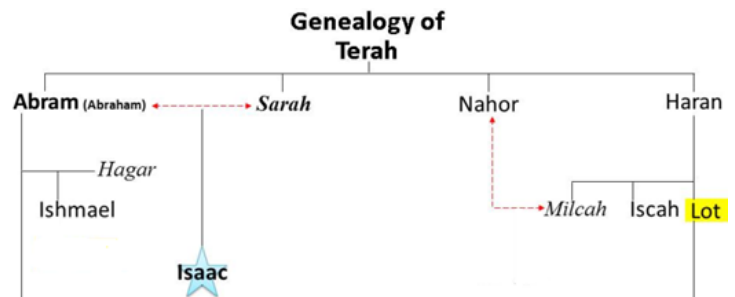 Genealogy of
Terah
Abram (Abraham) Sarah Nahor Haran
Hagar
Ishmael Milcah Iscah Lot
Isaac